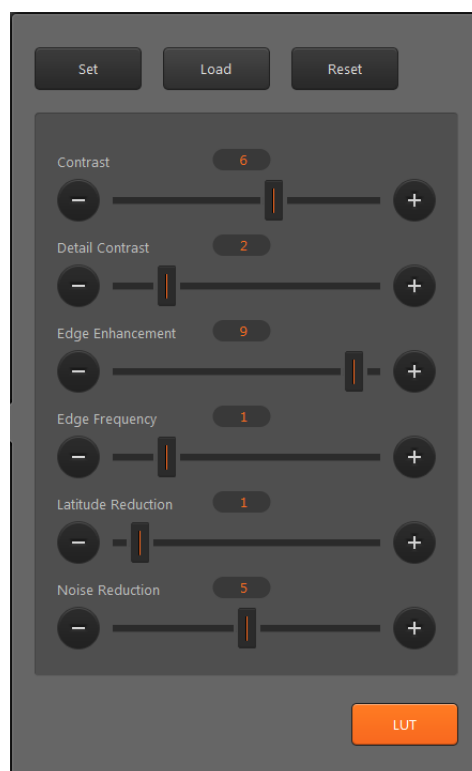 Set Load Reset
Contrast 6
− +
Detail Contrast 2
− +
Edge Enhancement 9
− +
Edge Frequency 1
− +
Latitude Reduction 1
− +
Noise Reduction 5
− +
LUT